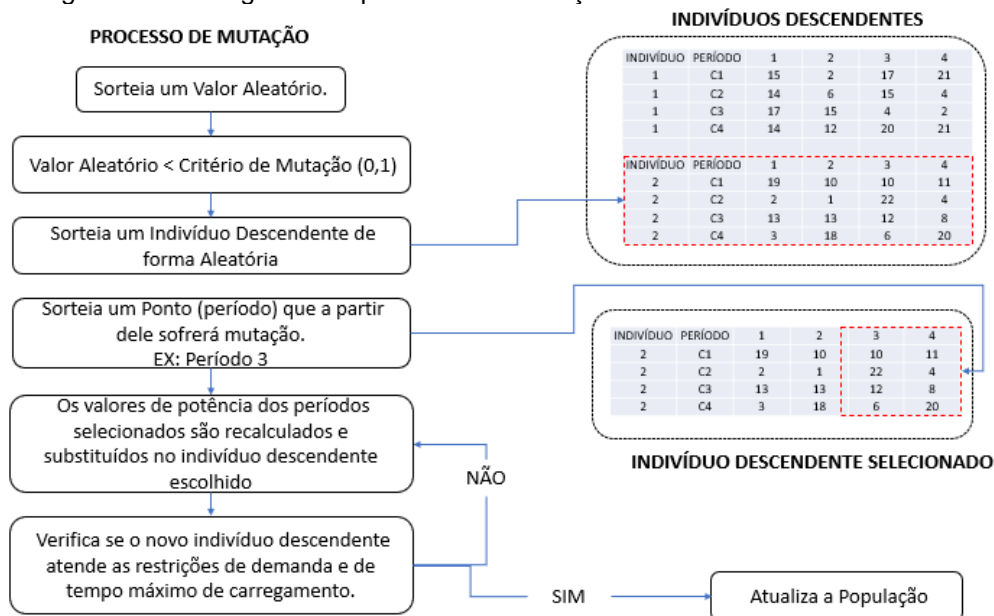 PROCESSO DE MUTAÇÃO
Sorteia um Valor Aleatório.
Valor Aleatório < Critério de Mutação (0,1)
Sorteia um Indivíduo Descendente de
forma Aleatória
Sorteia um Ponto (período) que a partir
dele sofrerá mutação.
EX: Período 3
Os valores de potência dos períodos
selecionados são recalculados e
substituídos no indivíduo descendente
escolhido
Verifica se o novo indivíduo descendente
atende as restrições de demanda e de
tempo máximo de carregamento.
NÃO
SIM
Atualiza a População
INDIVÍDUOS DESCENDENTES
INDIVÍDUO PERÍODO 1 2 3 4
1 C1 15 2 17 21
1 C2 14 6 15 4
1 C3 17 15 4 2
1 C4 14 12 20 21
INDIVÍDUO PERÍODO 1 2 3 4
2 C1 19 10 10 11
2 C2 2 1 22 4
2 C3 13 13 12 8
2 C4 3 18 6 20
INDIVÍDUO PERÍODO 1 2 3 4
2 C1 19 10 10 11
2 C2 2 1 22 4
2 C3 13 13 12 8
2 C4 3 18 6 20
INDIVÍDUO DESCENDENTE SELECIONADO